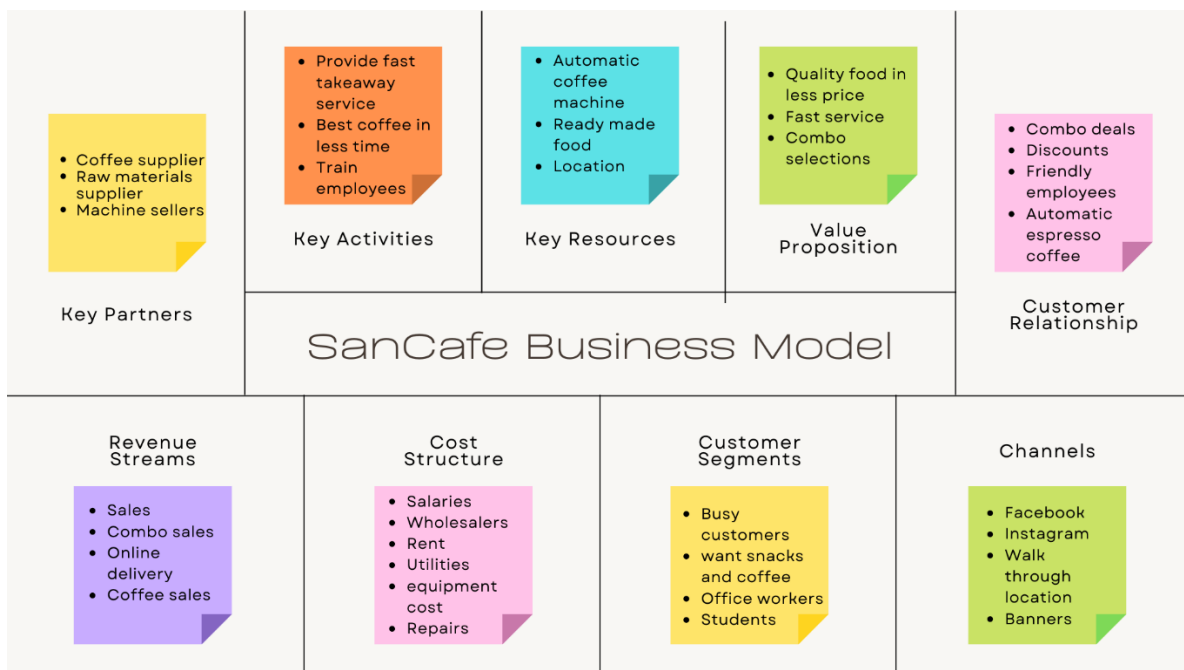 • Coffee supplier
• Raw materials
supplier
• Machine sellers
Key Partners
• Provide fast
takeaway
service
• Best coffee in
less time
• Train
employees
Key Activities
• Automatic
coffee
machine
• Ready made
food
• Location
Key Resources
• Quality food in
less price
• Fast service
• Combo
selections
Value
Proposition
• Combo deals
• Discounts
• Friendly
employees
• Automatic
espresso
coffee
Customer
Relationship
SanCafe Business Model
Revenue
Streams
• Sales
• Combo sales
• Online
delivery
• Coffee sales
Cost
Structure
• Salaries
• Wholesalers
• Rent
• Utilities
• equipment
cost
• Repairs
Customer
Segments
• Busy
customers
• want snacks
and coffee
• Office workers
• Students
Channels
• Facebook
• Instagram
• Walk
through
location
• Banners